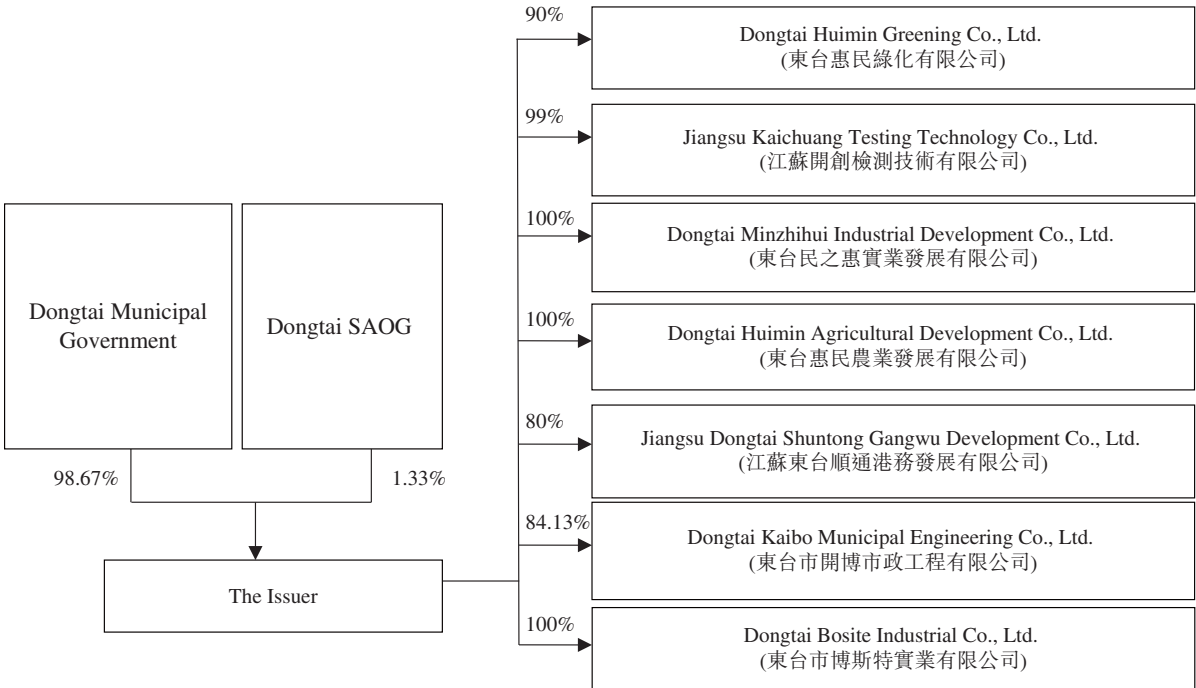 90%
Dongtai Huimin Greening Co., Ltd.
(東台惠民綠化有限公司)
99%
Jiangsu Kaichuang Testing Technology Co., Ltd.
(江蘇開創檢測技術有限公司)
100%
Dongtai Minzhihui Industrial Development Co., Ltd.
(東台民之惠實業發展有限公司)
Dongtai Municipal
Government
Dongtai SAOG
100%
Dongtai Huimin Agricultural Development Co., Ltd.
(東台惠民農業發展有限公司)
80%
Jiangsu Dongtai Shuntong Gangwu Development Co., Ltd.
(江蘇東台順通港務發展有限公司)
98.67%
1.33%
84.13%
Dongtai Kaibo Municipal Engineering Co., Ltd.
(東台市開博市政工程有限公司)
The Issuer
100%
Dongtai Bosite Industrial Co., Ltd.
(東台市博斯特實業有限公司)